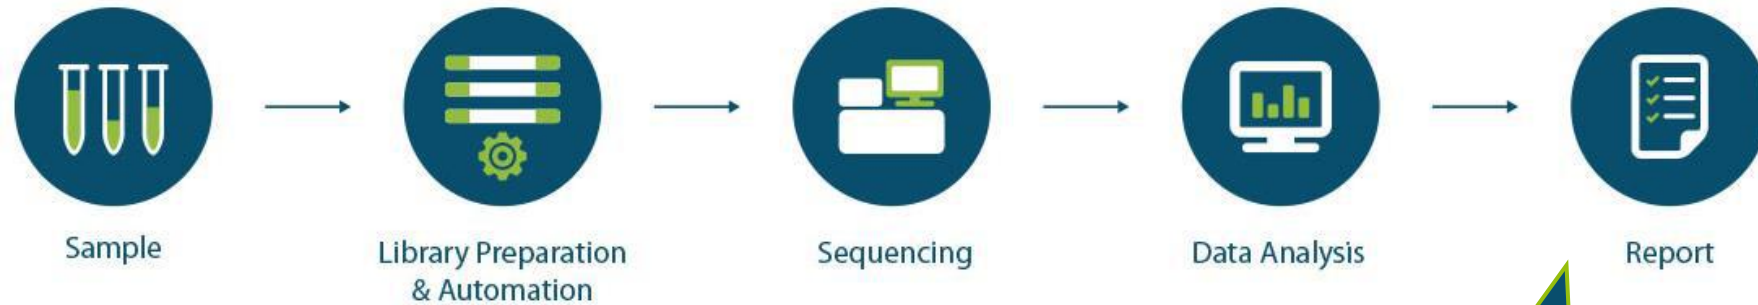 Sample
Library Preparation
& Automation
Sequencing
Data Analysis
Report